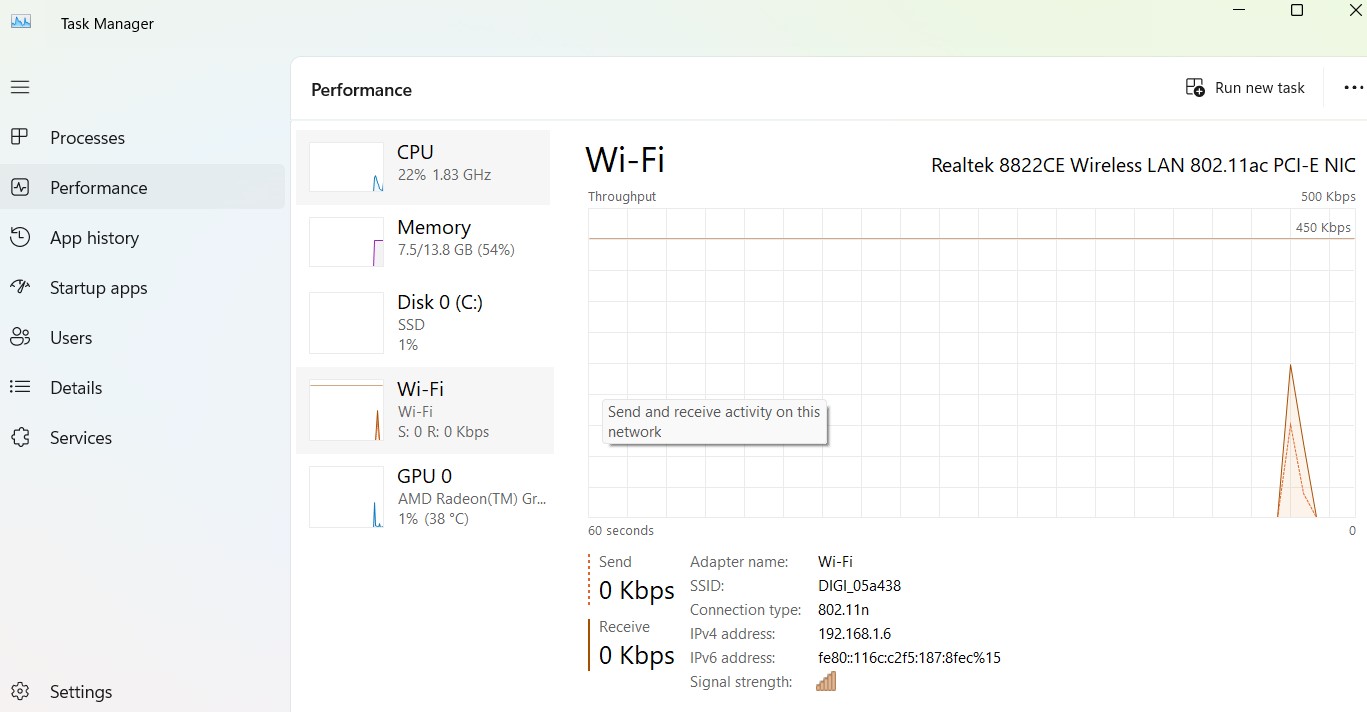 Task Manager
Performance
Run new task
Processes
Performance
App history
Startup apps
Users
Details
Services
Settings
CPU
22% 1.83 GHz
Memory
7.5/13.8 GB (54%)
Disk 0 (C:)
SSD
1%
Wi-Fi
Wi-Fi
S: 0 R: 0 Kbps
GPU 0
AMD Radeon(TM) Gr...
1% (38 °C)
Wi-Fi
Realtek 8822CE Wireless LAN 802.11ac PCI-E NIC
Throughput
500 Kbps
450 Kbps
Send and receive activity on this
network
60 seconds
0
Send
0 Kbps
Receive
0 Kbps
Adapter name: Wi-Fi
SSID: DIGI_05a438
Connection type: 802.11n
IPv4 address: 192.168.1.6
IPv6 address: fe80::116c:c2f5:187:8fec%15
Signal strength: